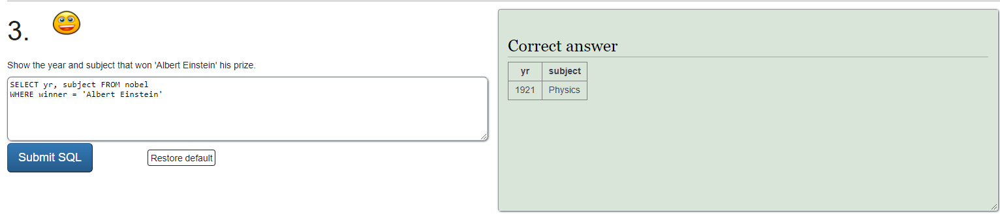 3.
Show the year and subject that won 'Albert Einstein' his prize.
SELECT yr, subject FROM nobel
WHERE winner = 'Albert Einstein'
Submit SQL
Restore default
Correct answer
yr subject
1921 Physics